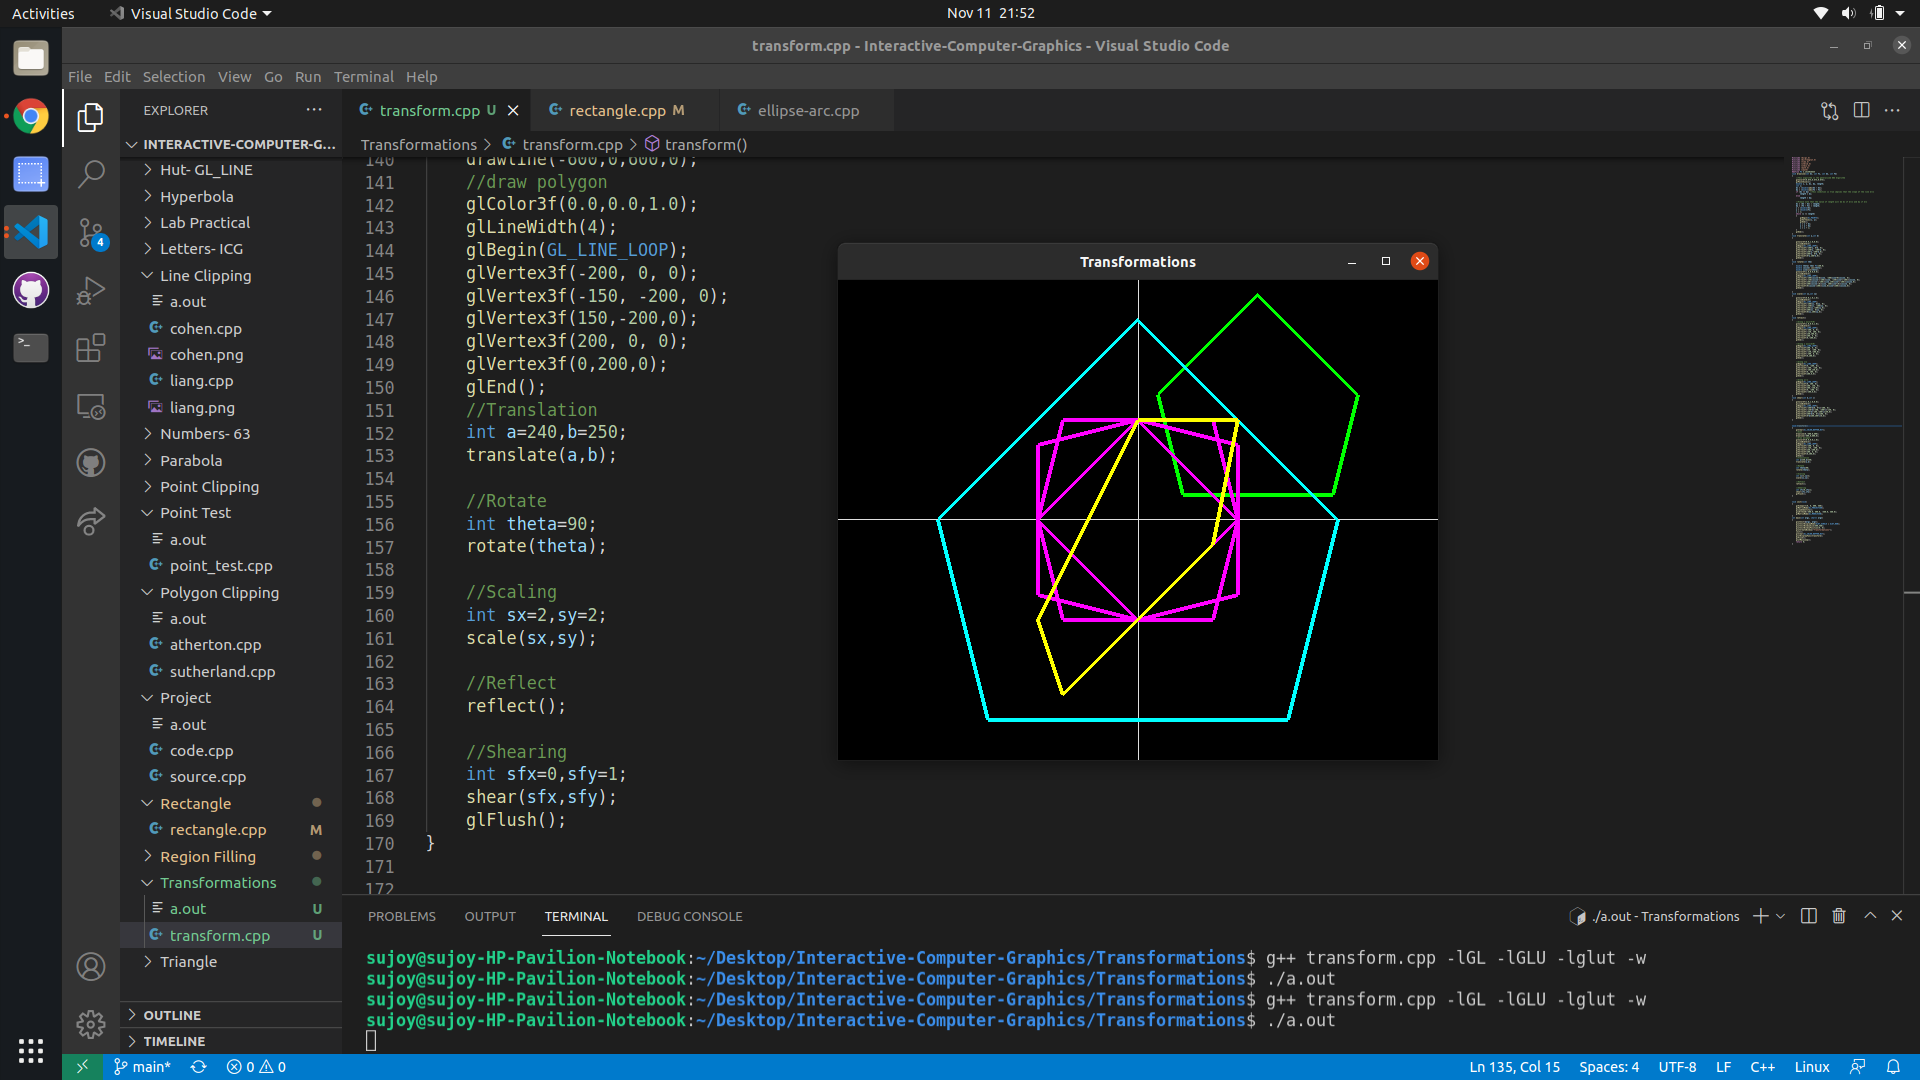 Activities
Visual Studio Code
Nov 11 21:52
transform.cpp - Interactive-Computer-Graphics - Visual Studio Code
File Edit Selection View Go Run Terminal Help
EXPLORER
INTERACTIVE-COMPUTER-G...
Hut- GL_LINE
Hyperbola
Lab Practical
Letters- ICG
Line Clipping
a.out
cohen.cpp
cohen.png
liang.cpp
liang.png
Numbers- 63
Parabola
Point Clipping
Point Test
a.out
point_test.cpp
Polygon Clipping
a.out
atherton.cpp
sutherland.cpp
Project
a.out
code.cpp
source.cpp
Rectangle
rectangle.cpp M
Region Filling
Transformations
a.out U
transform.cpp U
Triangle
OUTLINE
TIMELINE
4
transform.cpp U
rectangle.cpp M
ellipse-arc.cpp
Transformations > transform.cpp > transform()
140 drawline(-600,0,600,0);
141 //draw polygon
142 glColor3f(0.0,0.0,1.0);
143 glLineWidth(4);
144 glBegin(GL_LINE_LOOP);
145 glVertex3f(-200, 0, 0);
146 glVertex3f(-150, -200, 0);
147 glVertex3f(150,-200,0);
148 glVertex3f(200, 0, 0);
149 glVertex3f(0,200,0);
150 glEnd();
151 //Translation
152 int a=240,b=250;
153 translate(a,b);
154
155 //Rotate
156 int theta=90;
157 rotate(theta);
158
159 //Scaling
160 int sx=2,sy=2;
161 scale(sx,sy);
162
163 //Reflect
164 reflect();
165
166 //Shearing
167 int sfx=0,sfy=1;
168 shear(sfx,sfy);
169 glFlush();
170 }
171
172
Transformations
PROBLEMS OUTPUT TERMINAL DEBUG CONSOLE
./a.out - Transformations
sujoy@sujoy-HP-Pavilion-Notebook:~/Desktop/Interactive-Computer-Graphics/Transformations$ g++ transform.cpp -lGL -lGLU -lglut -w
sujoy@sujoy-HP-Pavilion-Notebook:~/Desktop/Interactive-Computer-Graphics/Transformations$ ./a.out
sujoy@sujoy-HP-Pavilion-Notebook:~/Desktop/Interactive-Computer-Graphics/Transformations$ g++ transform.cpp -lGL -lGLU -lglut -w
sujoy@sujoy-HP-Pavilion-Notebook:~/Desktop/Interactive-Computer-Graphics/Transformations$ ./a.out
main* 0 0
Ln 135, Col 15 Spaces: 4 UTF-8 LF C++ Linux